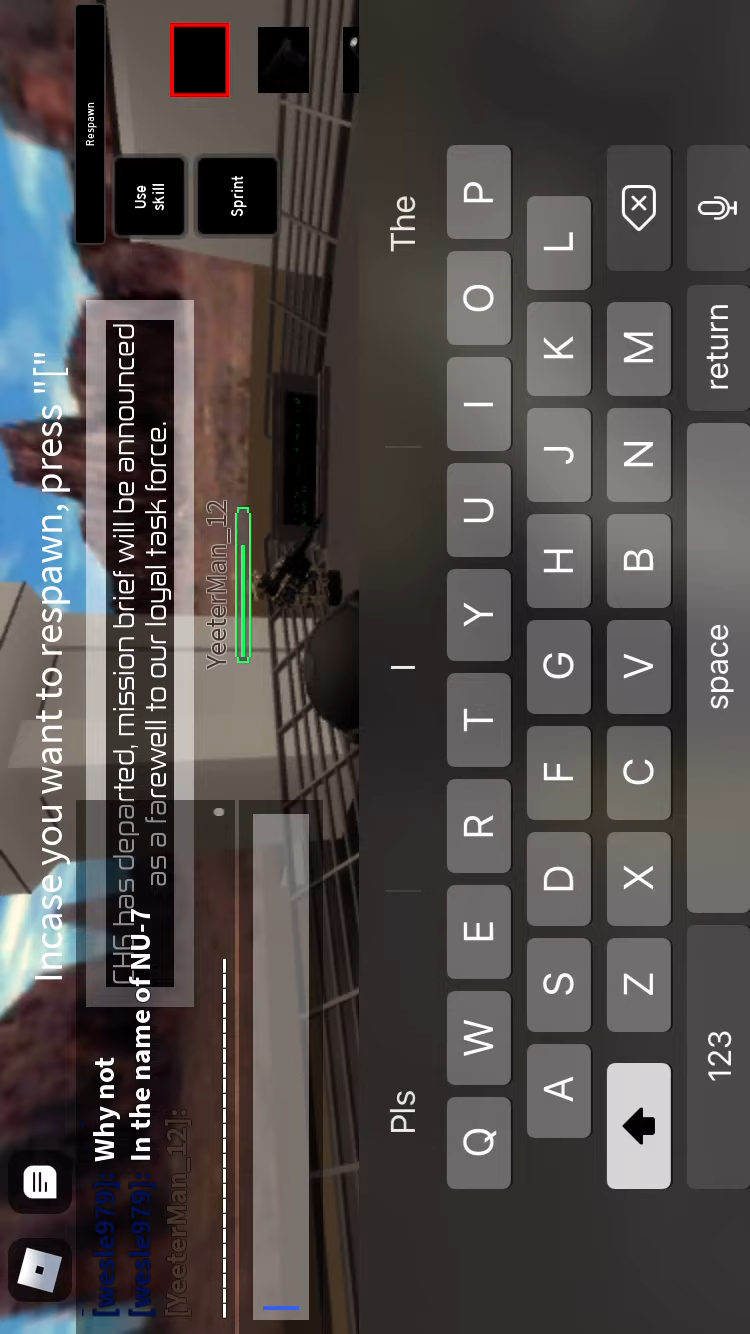 Incase you want to respawn, press "["
Respawn
CHG has departed, mission brief will be announced
as a farewell to our loyal task force.
[wesle979]: Why not
[wesle979]: In the name of NU-7
[YeeterMan_12]:
YeeterMan_12
Use
skill
Sprint
Pls
I
The
Q W E R T Y U I O P
A S D F G H J K L
Z X C V B N M
123
space
return